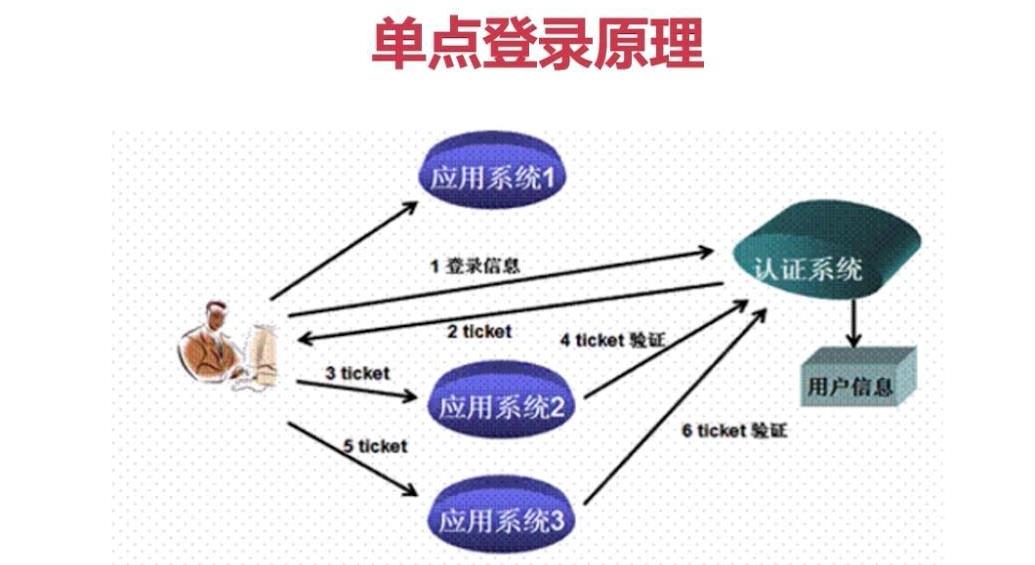 单点登录原理
应用系统1
1 登录信息
认证系统
2 ticket
4 ticket 验证
3 ticket
用户信息
应用系统2
6 ticket 验证
5 ticket
应用系统3